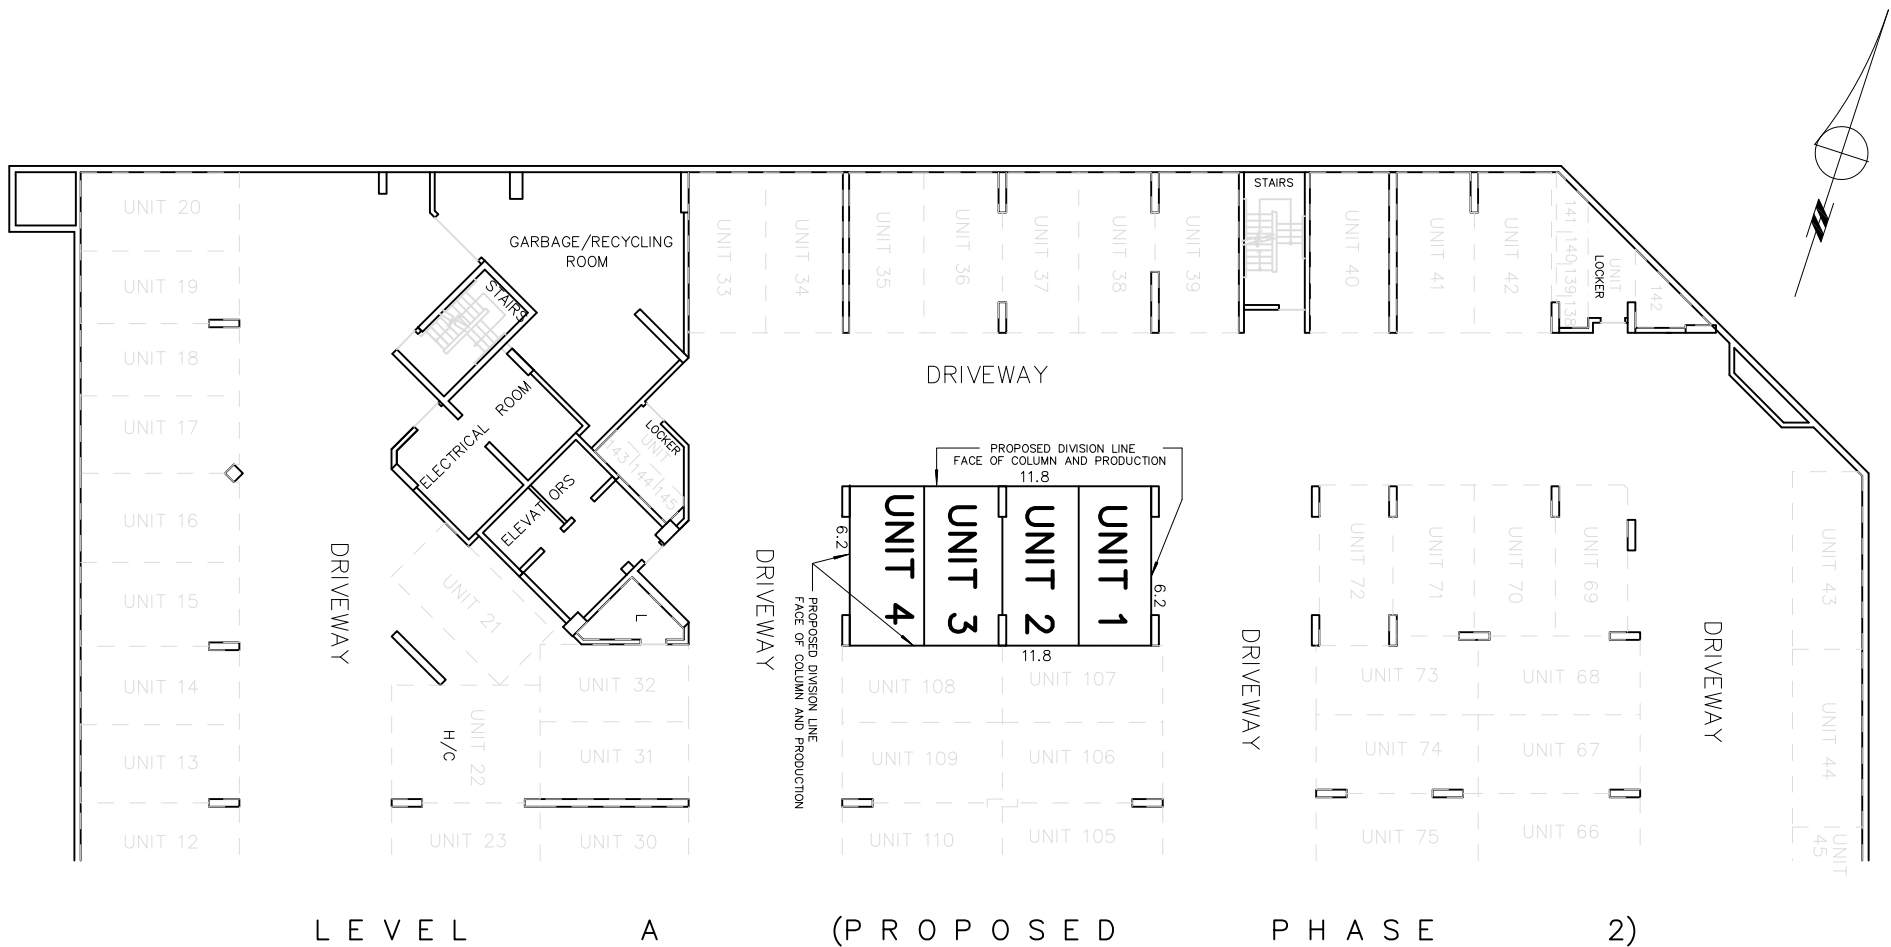 UNIT 20
UNIT 19
UNIT 18
UNIT 17
UNIT 16
UNIT 15
UNIT 14
UNIT 13
UNIT 12
DRIVEWAY
GARBAGE/RECYCLING
ROOM
STAIRS
ELECTRICAL ROOM
ELEVATORS
LOCKER
UNIT
143
144
145
L
UNIT 21
UNIT 22
H/C
UNIT 23
UNIT 32
UNIT 31
UNIT 30
UNIT 33
UNIT 34
UNIT 35
UNIT 36
UNIT 37
UNIT 38
UNIT 39
STAIRS
UNIT 40
UNIT 41
UNIT 42
141
140
139
138
LOCKER
UNIT
142
DRIVEWAY
DRIVEWAY
PROPOSED DIVISION LINE
FACE OF COLUMN AND PRODUCTION
11.8
6.2
UNIT 4
UNIT 3
UNIT 2
UNIT 1
6.2
11.8
PROPOSED DIVISION LINE
FACE OF COLUMN AND PRODUCTION
UNIT 108
UNIT 107
UNIT 109
UNIT 106
UNIT 110
UNIT 105
DRIVEWAY
UNIT 72
UNIT 71
UNIT 70
UNIT 69
UNIT 73
UNIT 68
UNIT 74
UNIT 67
UNIT 75
UNIT 66
DRIVEWAY
UNIT 43
UNIT 44
UNIT
45
LEVEL A (PROPOSED PHASE 2)